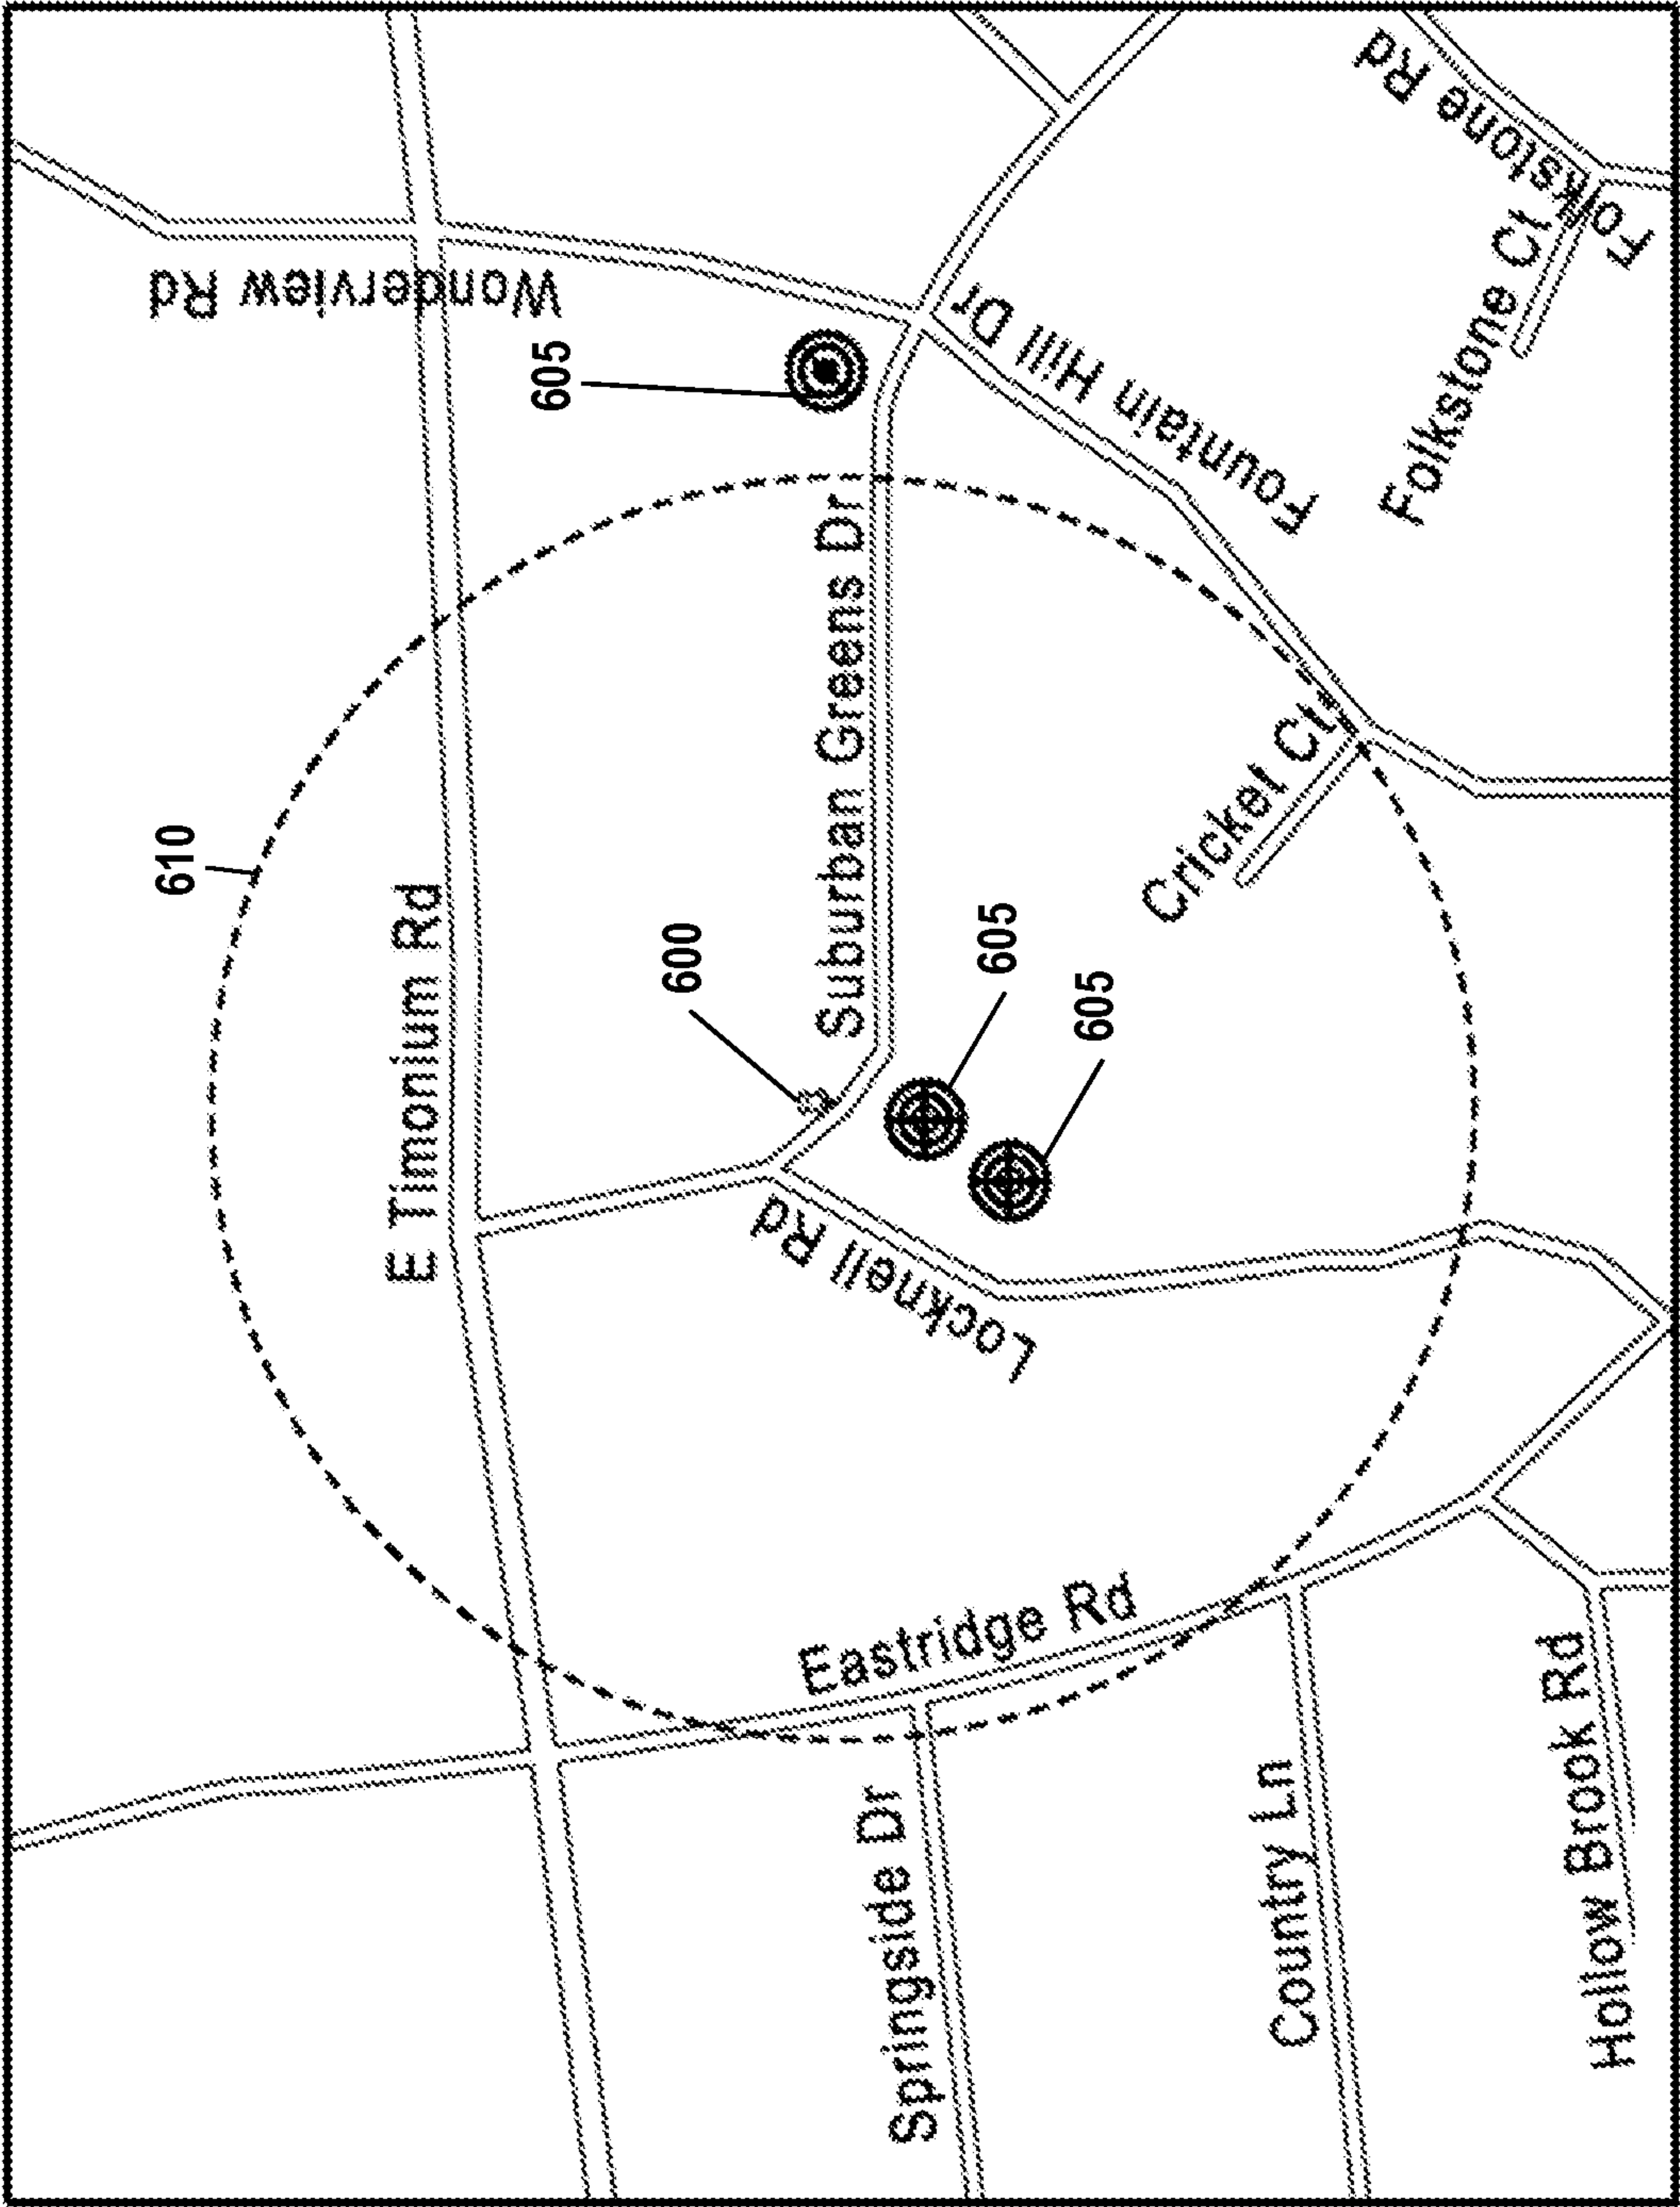 E Timonium Rd
610
Wonderview Rd
605
600
Suburban Greens Dr
605
605
Locknell Rd
Eastridge Rd
Springside Dr
Country Ln
Hollow Brook Rd
Cricket Ct
Fountain Hill Dr
Folkstone Ct
Folkstone Rd